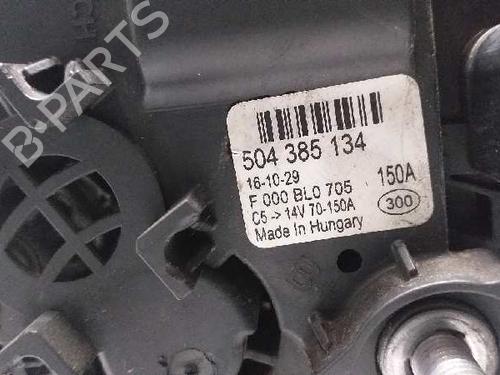 B-PARTS
504 385 134
16-10-29
F 000 BL0 705
150A
C5 -> 14V 70-150A
300
Made In Hungary